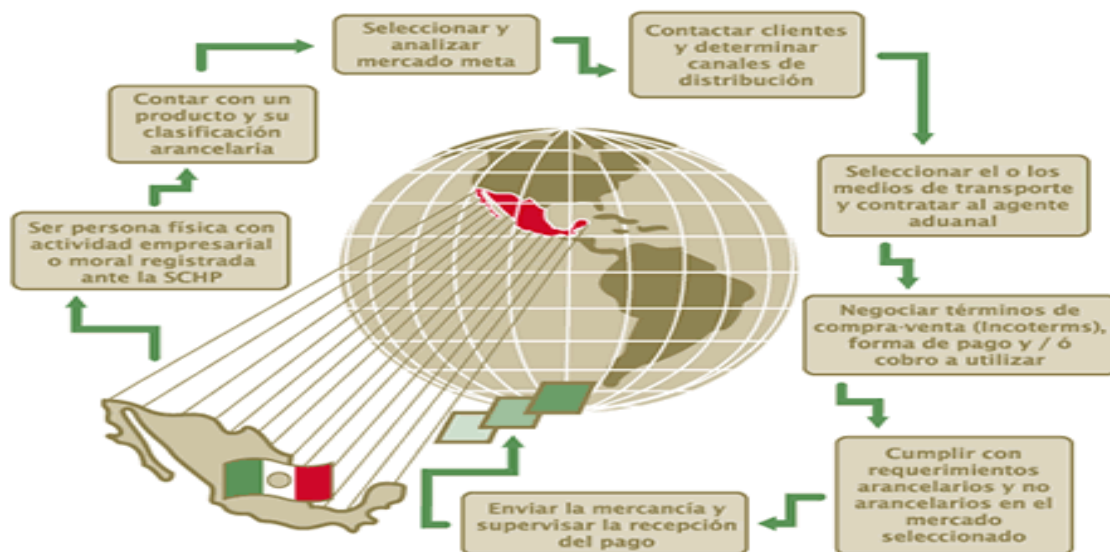 Ser persona física con
actividad empresarial
o moral registrada
ante la SCHP
Contar con un
producto y su
clasificación
arancelaria
Seleccionar y
analizar
mercado meta
Contactar clientes
y determinar
canales de
distribución
Seleccionar el o los
medios de transporte
y contratar al agente
aduanal
Negociar términos de
compra-venta (Incoterms),
forma de pago y / ó
cobro a utilizar
Cumplir con
requerimientos
arancelarios y no
arancelarios en el
mercado
seleccionado
Enviar la mercancía y
supervisar la recepción
del pago